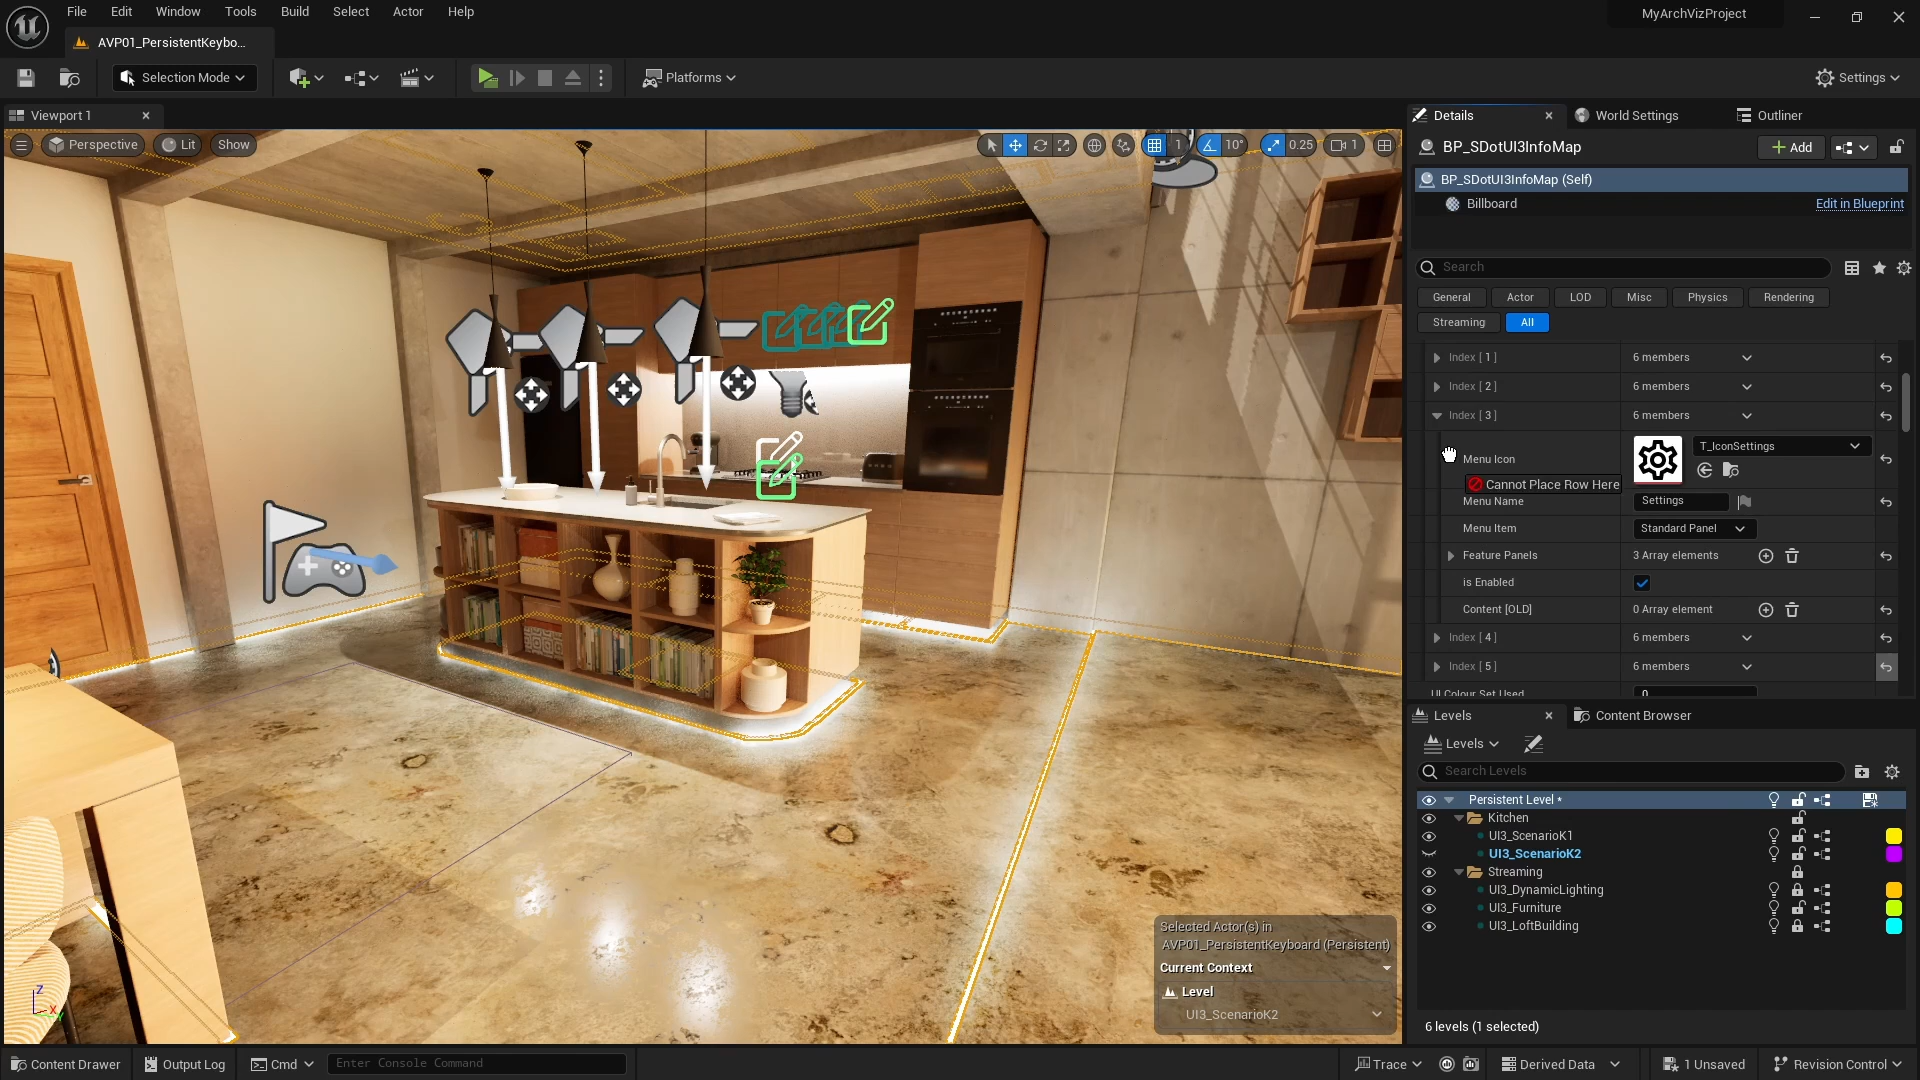 File Edit Window Tools Build Select Actor Help
MyArchVizProject
AVP01_PersistentKeybo...
Selection Mode
Platforms
Settings
Viewport 1
Perspective
Lit
Show
1
10°
0.25
1
Details
World Settings
Outliner
BP_SDotUI3InfoMap
Add
BP_SDotUI3InfoMap (Self)
Billboard
Edit in Blueprint
Search
General
Actor
LOD
Misc
Physics
Rendering
Streaming
All
Index [ 1 ] 6 members
Index [ 2 ] 6 members
Index [ 3 ] 6 members
Menu Icon
T_IconSettings
Cannot Place Row Here
Menu Name Settings
Menu Item Standard Panel
Feature Panels 3 Array elements
is Enabled
Content [OLD] 0 Array element
Index [ 4 ] 6 members
Index [ 5 ] 6 members
UI Colour Set Used 0
Levels
Content Browser
Levels
Search Levels
Persistent Level *
Kitchen
UI3_ScenarioK1
UI3_ScenarioK2
Streaming
UI3_DynamicLighting
UI3_Furniture
UI3_LoftBuilding
6 levels (1 selected)
Selected Actor(s) in
AVP01_PersistentKeyboard (Persistent)
Current Context
Level
UI3_ScenarioK2
Z
X
Y
Content Drawer
Output Log
Cmd
Enter Console Command
Trace
Derived Data
1 Unsaved
Revision Control